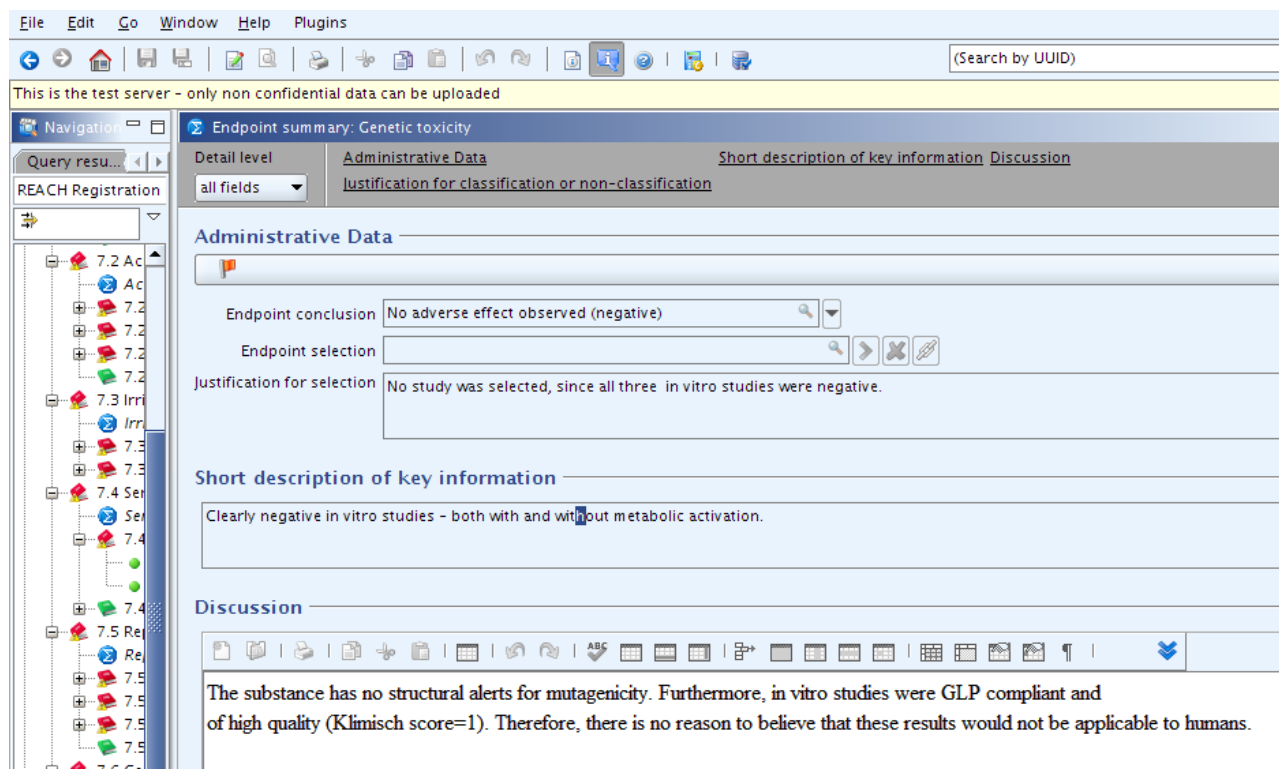 File Edit Go Window Help Plugins
(Search by UUID)
This is the test server - only non confidential data can be uploaded
Navigation
Endpoint summary: Genetic toxicity
Query resu...
Detail level
Administrative Data
Short description of key information
Discussion
REACH Registration
all fields
Justification for classification or non-classification
Administrative Data
7.2 Ac
Ac
7.2
7.2
7.2
7.2
7.3 Irri
Irri
7.3
7.3
7.4 Ser
Ser
7.4
7.4
7.5 Rep
Rep
7.5
7.5
7.5
7.5
Endpoint conclusion No adverse effect observed (negative)
Endpoint selection
Justification for selection No study was selected, since all three in vitro studies were negative.
Short description of key information
Clearly negative in vitro studies - both with and without metabolic activation.
Discussion
ABC
The substance has no structural alerts for mutagenicity. Furthermore, in vitro studies were GLP compliant and
of high quality (Klimisch score=1). Therefore, there is no reason to believe that these results would not be applicable to humans.